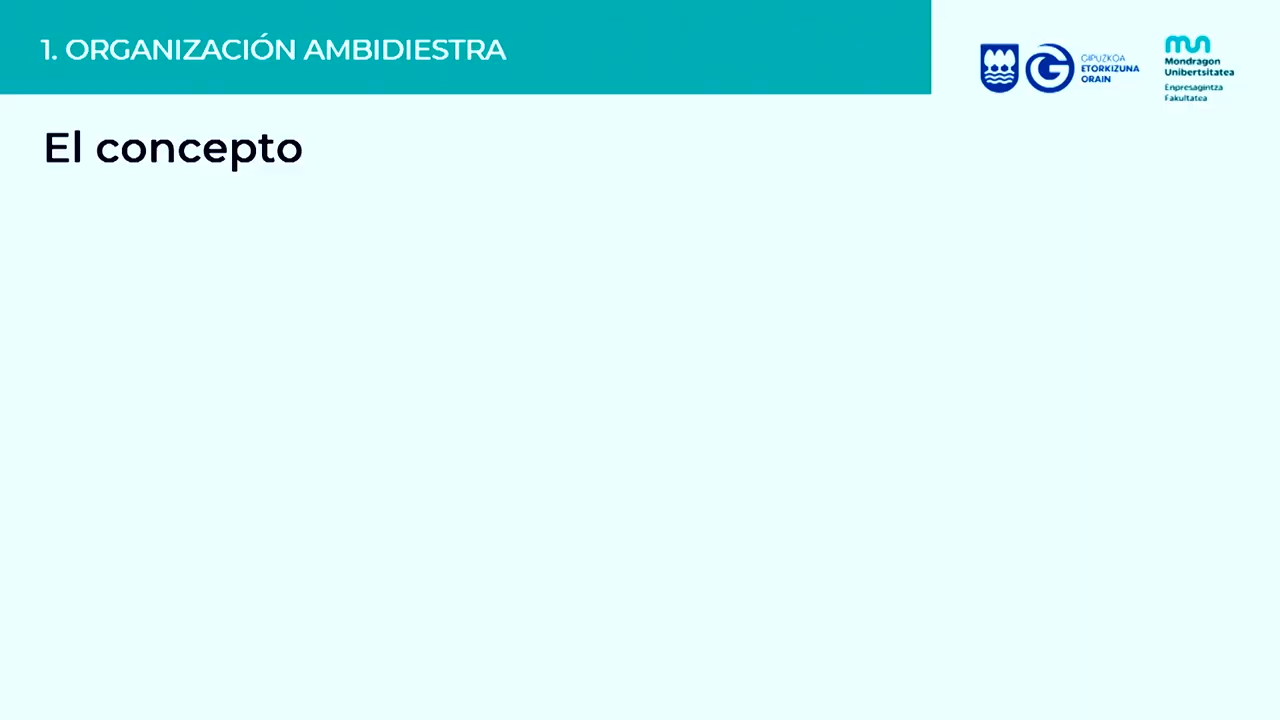 1. ORGANIZACIÓN AMBIDIESTRA
GIPUZKOA
ETORKIZUNA
ORAIN
Mondragon
Unibertsitatea
Enpresagintza
Fakultatea
El concepto